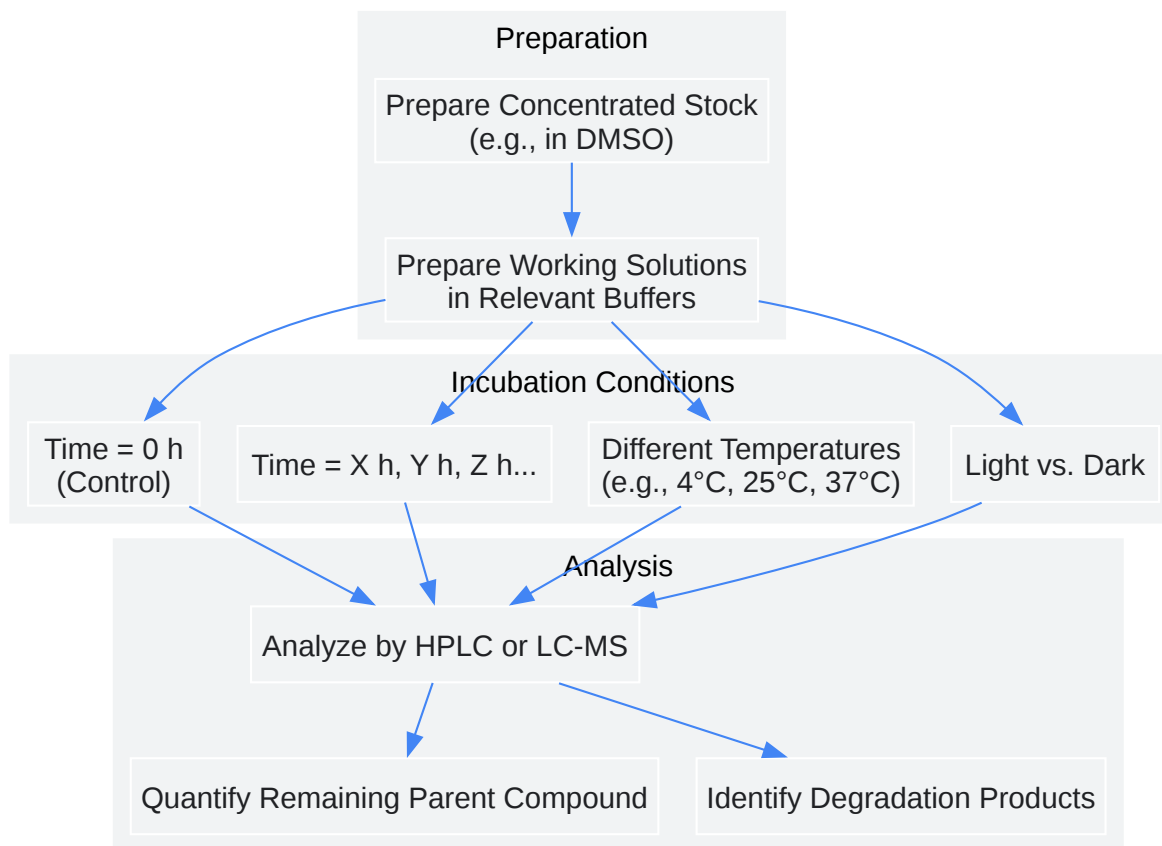 Preparation
Prepare Concentrated Stock
(e.g., in DMSO)
Prepare Working Solutions
in Relevant Buffers
Incubation Conditions
Time = 0 h
(Control)
Time = X h, Y h, Z h...
Different Temperatures
(e.g., 4°C, 25°C, 37°C)
Light vs. Dark
Analysis
Analyze by HPLC or LC-MS
Quantify Remaining Parent Compound
Identify Degradation Products